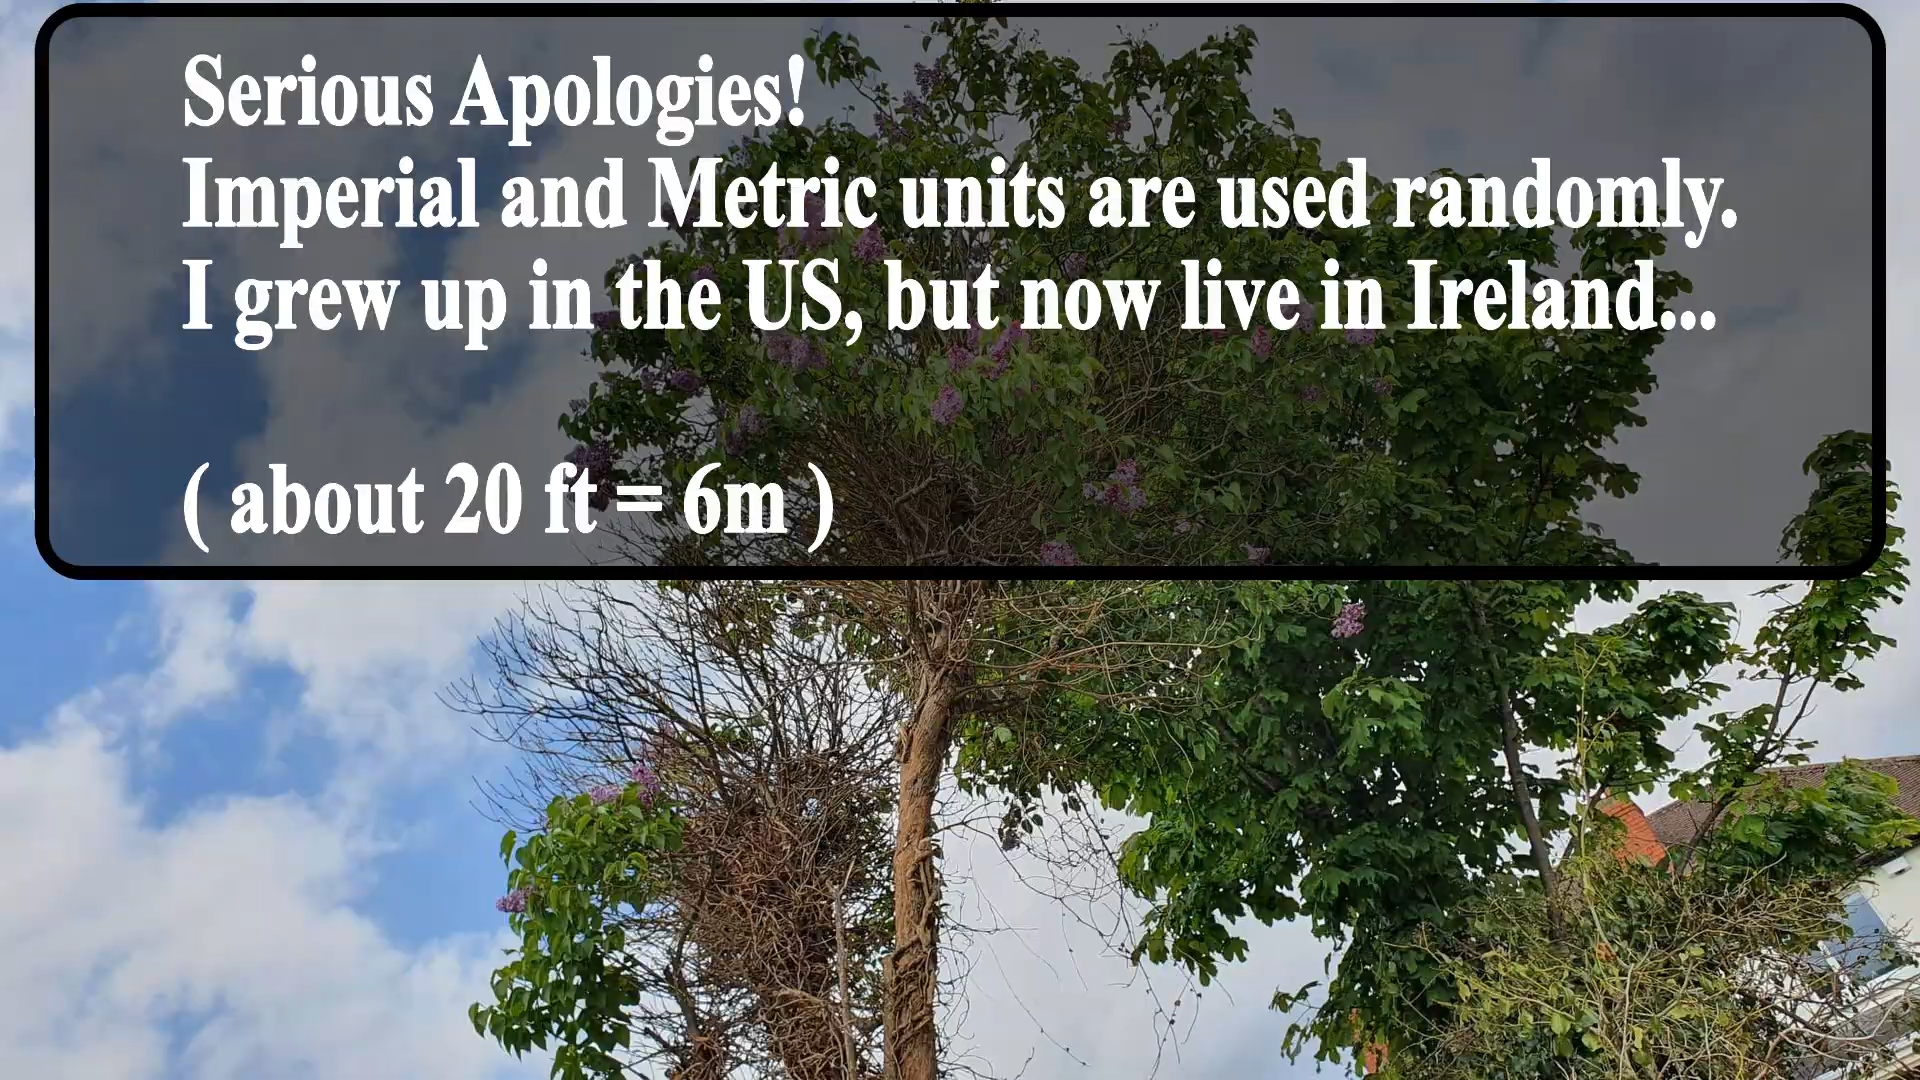 Serious Apologies!
Imperial and Metric units are used randomly.
I grew up in the US, but now live in Ireland...
( about 20 ft = 6m )